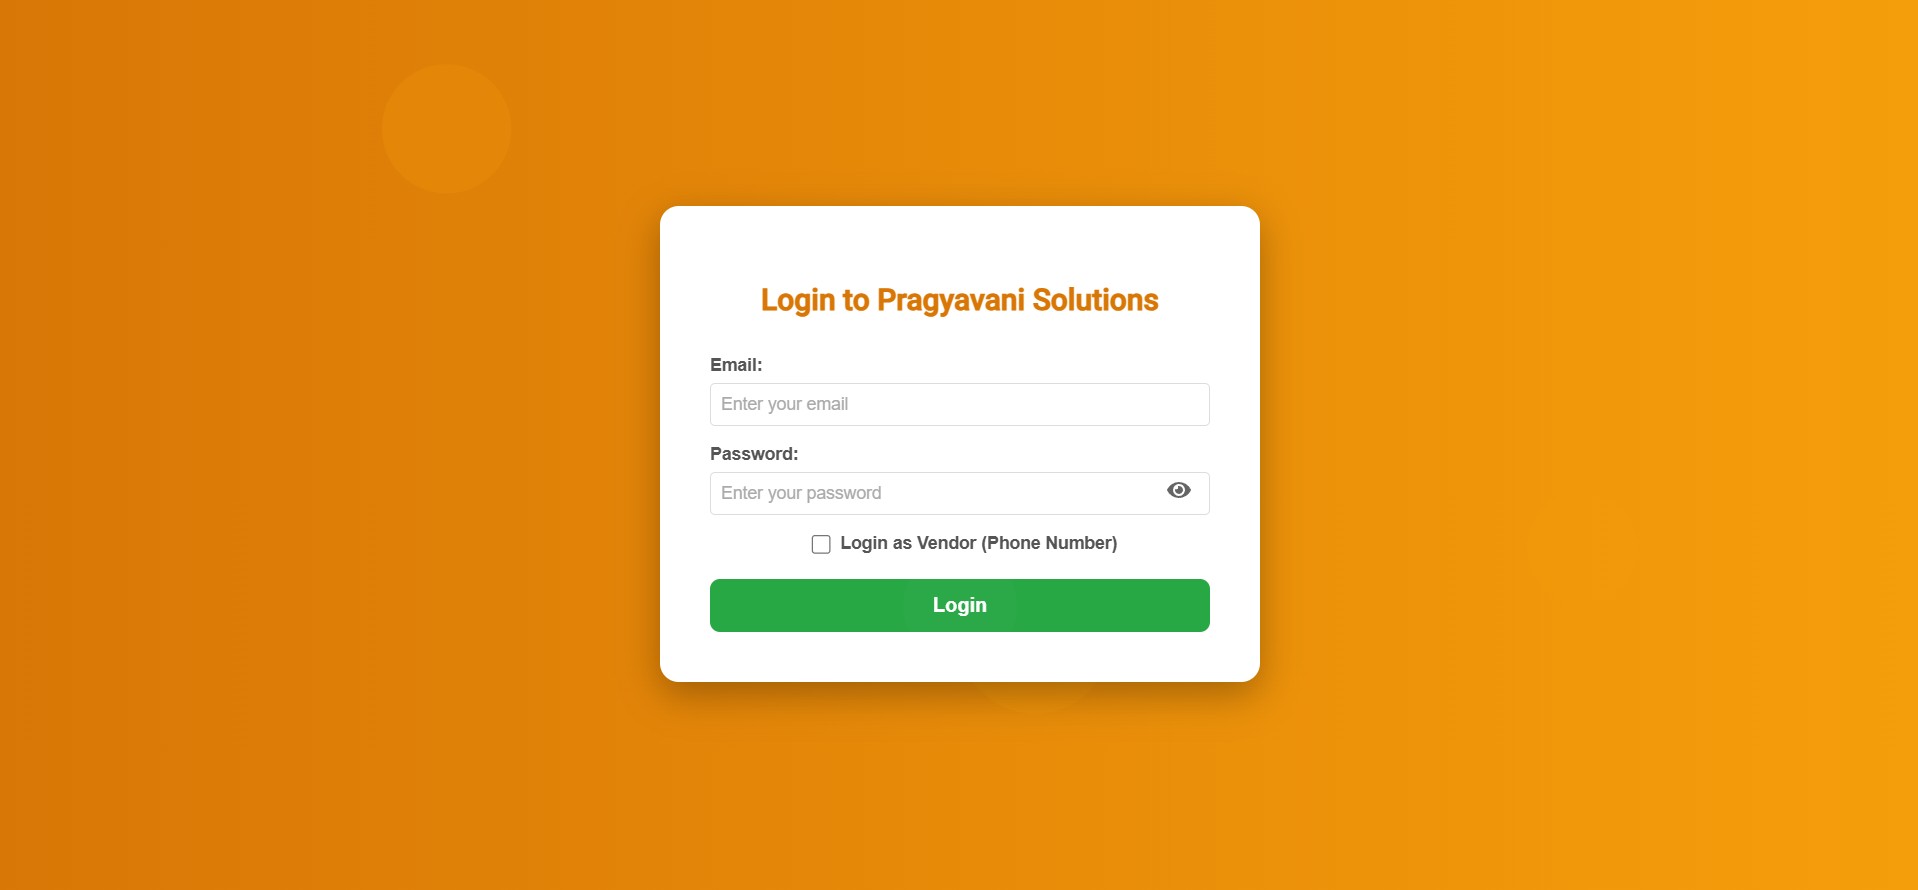 Login to Pragyavani Solutions
Email:
Enter your email
Password:
Enter your password
Login as Vendor (Phone Number)
Login